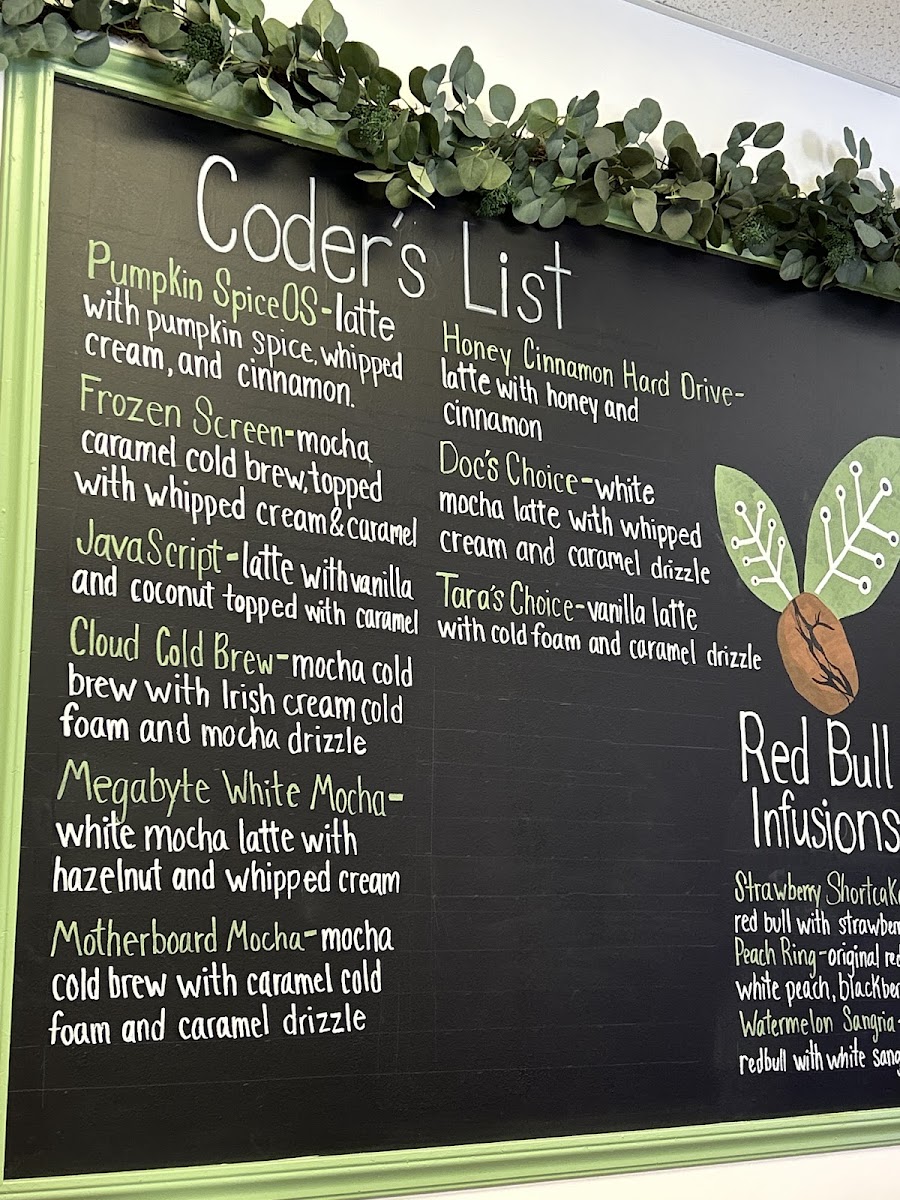 Coder's List
Pumpkin SpiceOS-latte
with pumpkin spice, whipped
cream, and cinnamon.
Frozen Screen-mocha
caramel cold brew, topped
with whipped cream & caramel
JavaScript-latte with vanilla
and coconut topped with caramel
Cloud Cold Brew-mocha cold
brew with Irish cream cold
foam and mocha drizzle
Megabyte White Mocha-
white mocha latte with
hazelnut and whipped cream
Motherboard Mocha-mocha
cold brew with caramel cold
foam and caramel drizzle
Honey Cinnamon Hard Drive-
latte with honey and
cinnamon
Doc's Choice-white
mocha latte with whipped
cream and caramel drizzle
Tara's Choice-vanilla latte
with cold foam and caramel drizzle
Red Bull
Infusions
Strawberry
red bull with
Peach Ring-original
white peach,
Watermelon Sangria-
redbull with white